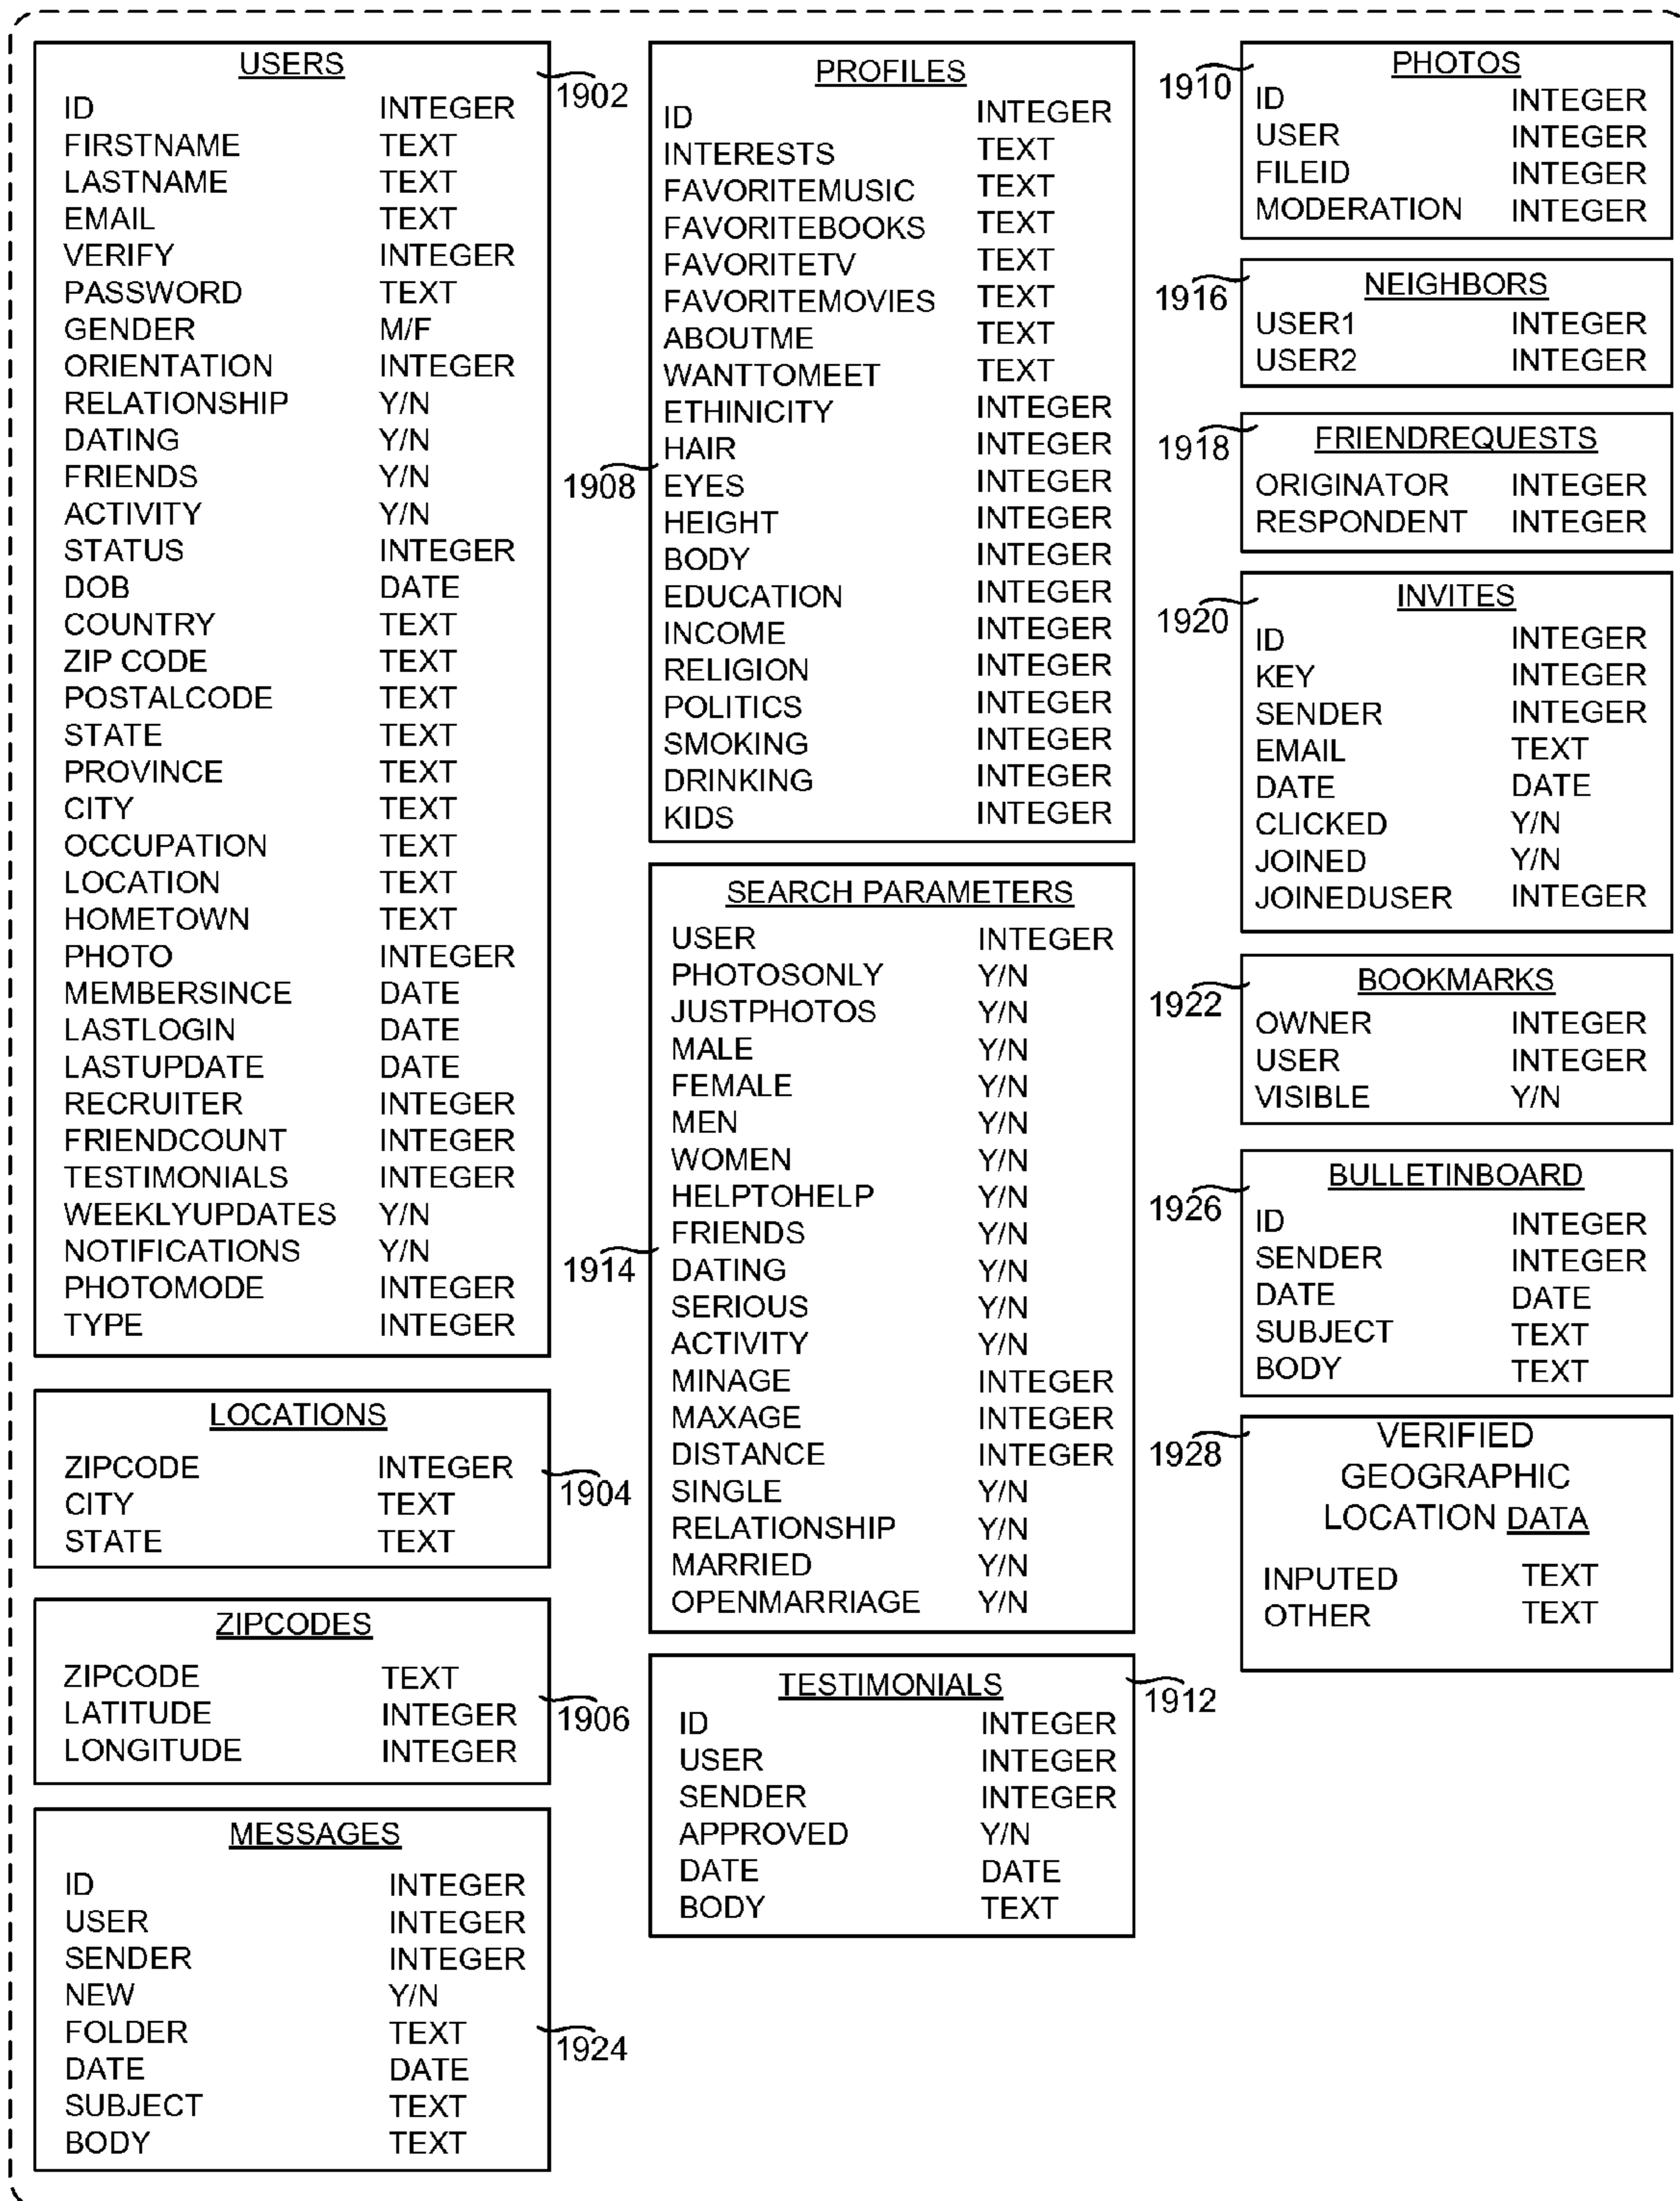 USERS
1902
ID INTEGER
FIRSTNAME TEXT
LASTNAME TEXT
EMAIL TEXT
VERIFY INTEGER
PASSWORD TEXT
GENDER M/F
ORIENTATION INTEGER
RELATIONSHIP Y/N
DATING Y/N
FRIENDS Y/N
ACTIVITY Y/N
STATUS INTEGER
DOB DATE
COUNTRY TEXT
ZIP CODE TEXT
POSTALCODE TEXT
STATE TEXT
PROVINCE TEXT
CITY TEXT
OCCUPATION TEXT
LOCATION TEXT
HOMETOWN TEXT
PHOTO INTEGER
MEMBERSINCE DATE
LASTLOGIN DATE
LASTUPDATE DATE
RECRUITER INTEGER
FRIENDCOUNT INTEGER
TESTIMONIALS INTEGER
WEEKLYUPDATES Y/N
NOTIFICATIONS Y/N
PHOTOMODE INTEGER
TYPE INTEGER
LOCATIONS
ZIPCODE INTEGER
1904
CITY TEXT
STATE TEXT
ZIPCODES
ZIPCODE TEXT
LATITUDE INTEGER
1906
LONGITUDE INTEGER
MESSAGES
ID INTEGER
USER INTEGER
SENDER INTEGER
NEW Y/N
FOLDER TEXT
1924
DATE DATE
SUBJECT TEXT
BODY TEXT
PROFILES
ID INTEGER
INTERESTS TEXT
FAVORITEMUSIC TEXT
FAVORITEBOOKS TEXT
FAVORITETV TEXT
FAVORITEMOVIES TEXT
ABOUTME TEXT
WANTTOMEET TEXT
ETHINICITY INTEGER
HAIR INTEGER
1908
EYES INTEGER
HEIGHT INTEGER
BODY INTEGER
EDUCATION INTEGER
INCOME INTEGER
RELIGION INTEGER
POLITICS INTEGER
SMOKING INTEGER
DRINKING INTEGER
KIDS INTEGER
SEARCH PARAMETERS
USER INTEGER
PHOTOSONLY Y/N
JUSTPHOTOS Y/N
MALE Y/N
FEMALE Y/N
MEN Y/N
WOMEN Y/N
HELPTOHELP Y/N
FRIENDS Y/N
1914
DATING Y/N
SERIOUS Y/N
ACTIVITY Y/N
MINAGE INTEGER
MAXAGE INTEGER
DISTANCE INTEGER
SINGLE Y/N
RELATIONSHIP Y/N
MARRIED Y/N
OPENMARRIAGE Y/N
TESTIMONIALS
1912
ID INTEGER
USER INTEGER
SENDER INTEGER
APPROVED Y/N
DATE DATE
BODY TEXT
PHOTOS
1910
ID INTEGER
USER INTEGER
FILEID INTEGER
MODERATION INTEGER
NEIGHBORS
1916
USER1 INTEGER
USER2 INTEGER
FRIENDREQUESTS
1918
ORIGINATOR INTEGER
RESPONDENT INTEGER
INVITES
1920
ID INTEGER
KEY INTEGER
SENDER INTEGER
EMAIL TEXT
DATE DATE
CLICKED Y/N
JOINED Y/N
JOINEDUSER INTEGER
BOOKMARKS
1922
OWNER INTEGER
USER INTEGER
VISIBLE Y/N
BULLETINBOARD
1926
ID INTEGER
SENDER INTEGER
DATE DATE
SUBJECT TEXT
BODY TEXT
1928
VERIFIED
GEOGRAPHIC
LOCATION DATA
INPUTED TEXT
OTHER TEXT